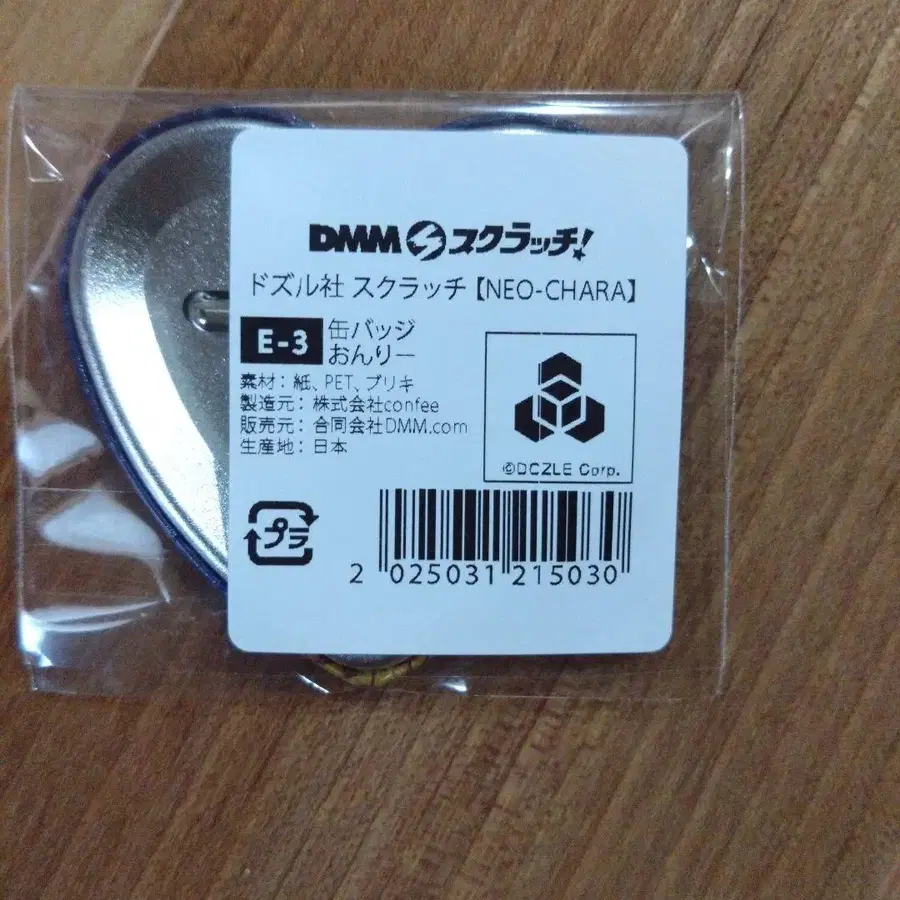 DMMスクラッチ!
ドズル社 スクラッチ【NEO-CHARA】
E-3 缶バッジ
おんりー
素材：紙、PET、ブリキ
製造元：株式会社confee
販売元：合同会社DMM.com
生産地：日本
©DOZLE Corp.
プラ
2 025031 215030